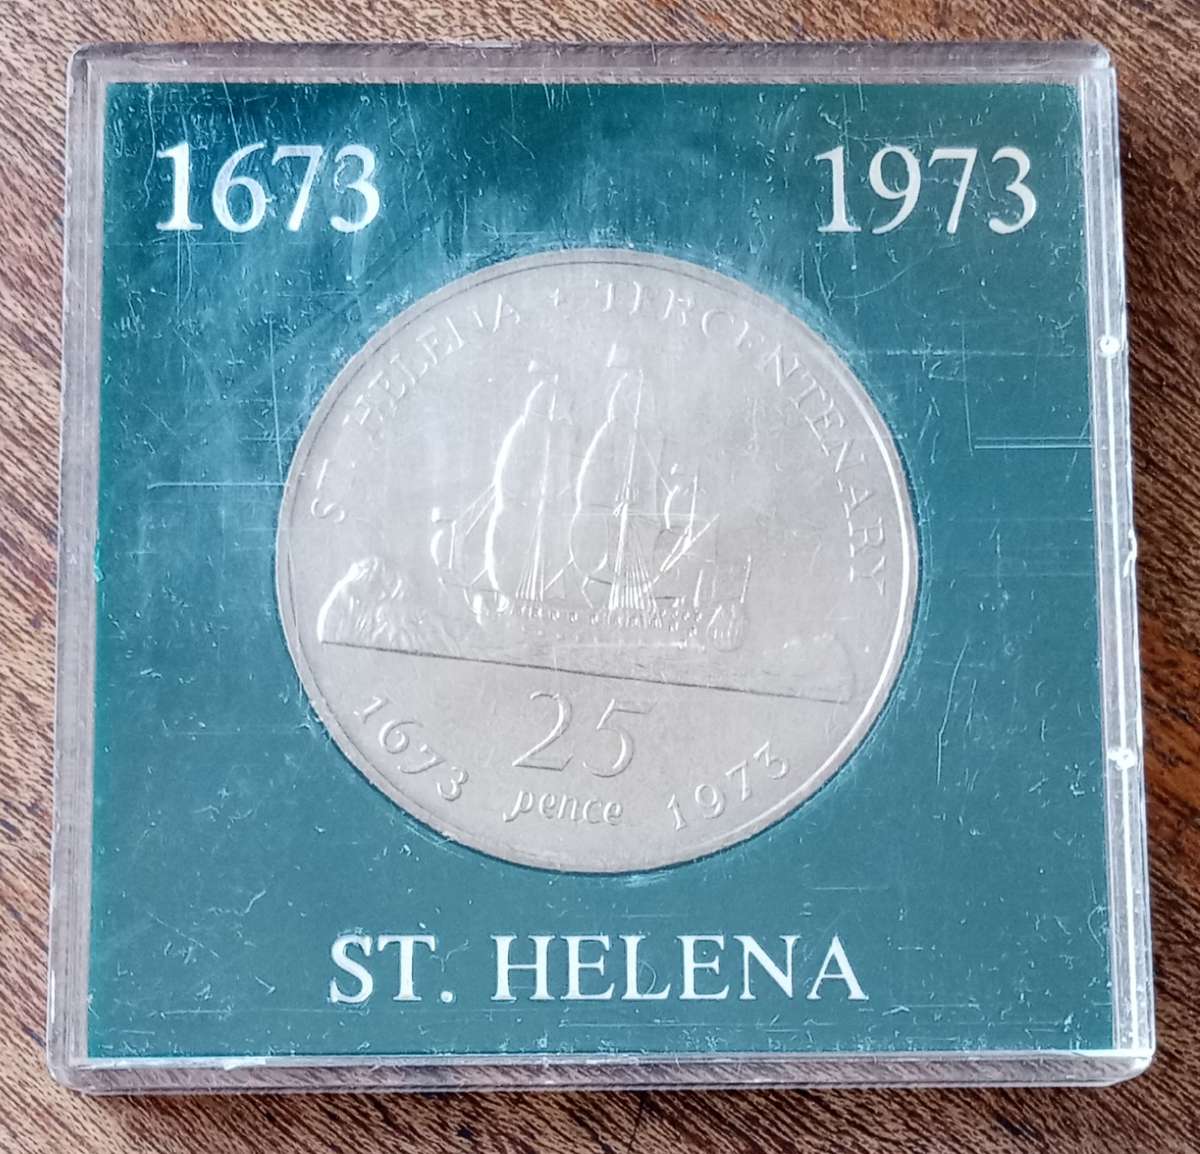 1673 1973
ST. HELENA + TERCENTENARY
25
pence
1673 1973
ST. HELENA